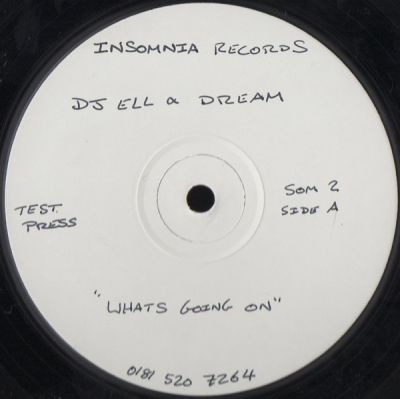 INSOMNIA RECORDS
DJ ELL & DREAM
TEST PRESS
SOM 2
SIDE A
"WHATS GOING ON"
0181 520 7264